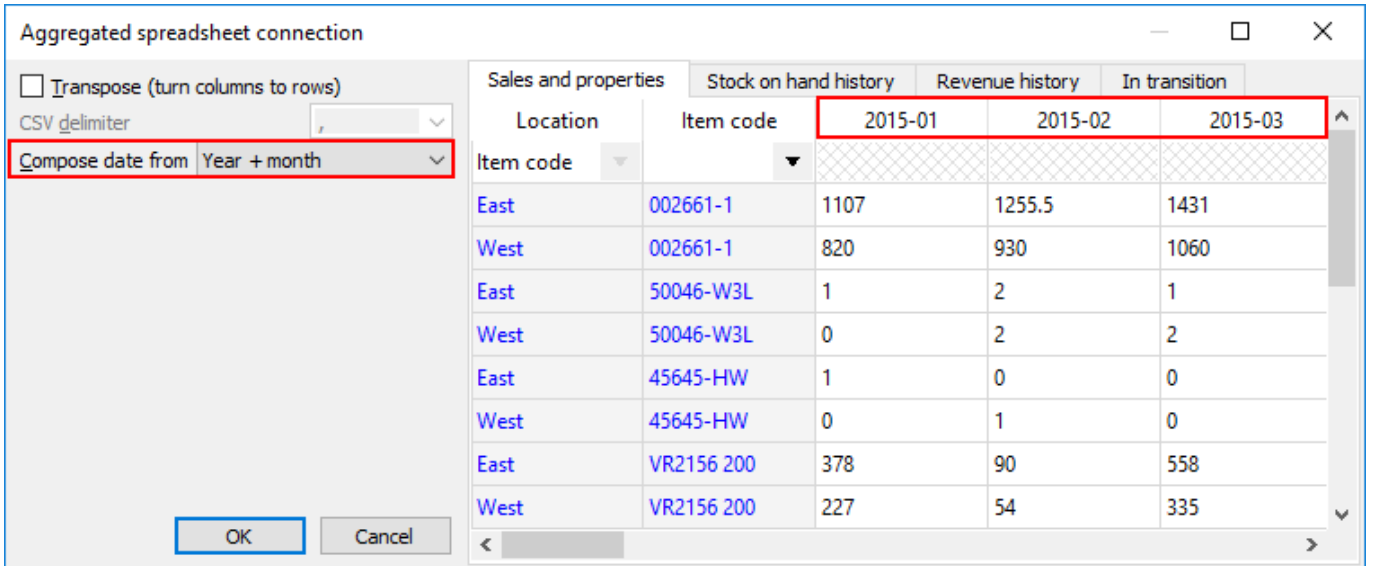 Aggregated spreadsheet connection
Transpose (turn columns to rows)
CSV delimiter ,
Compose date from Year + month
OK Cancel
Sales and properties Stock on hand history Revenue history In transition
Location Item code 2015-01 2015-02 2015-03
Item code
East 002661-1 1107 1255.5 1431
West 002661-1 820 930 1060
East 50046-W3L 1 2 1
West 50046-W3L 0 2 2
East 45645-HW 1 0 0
West 45645-HW 0 1 0
East VR2156 200 378 90 558
West VR2156 200 227 54 335